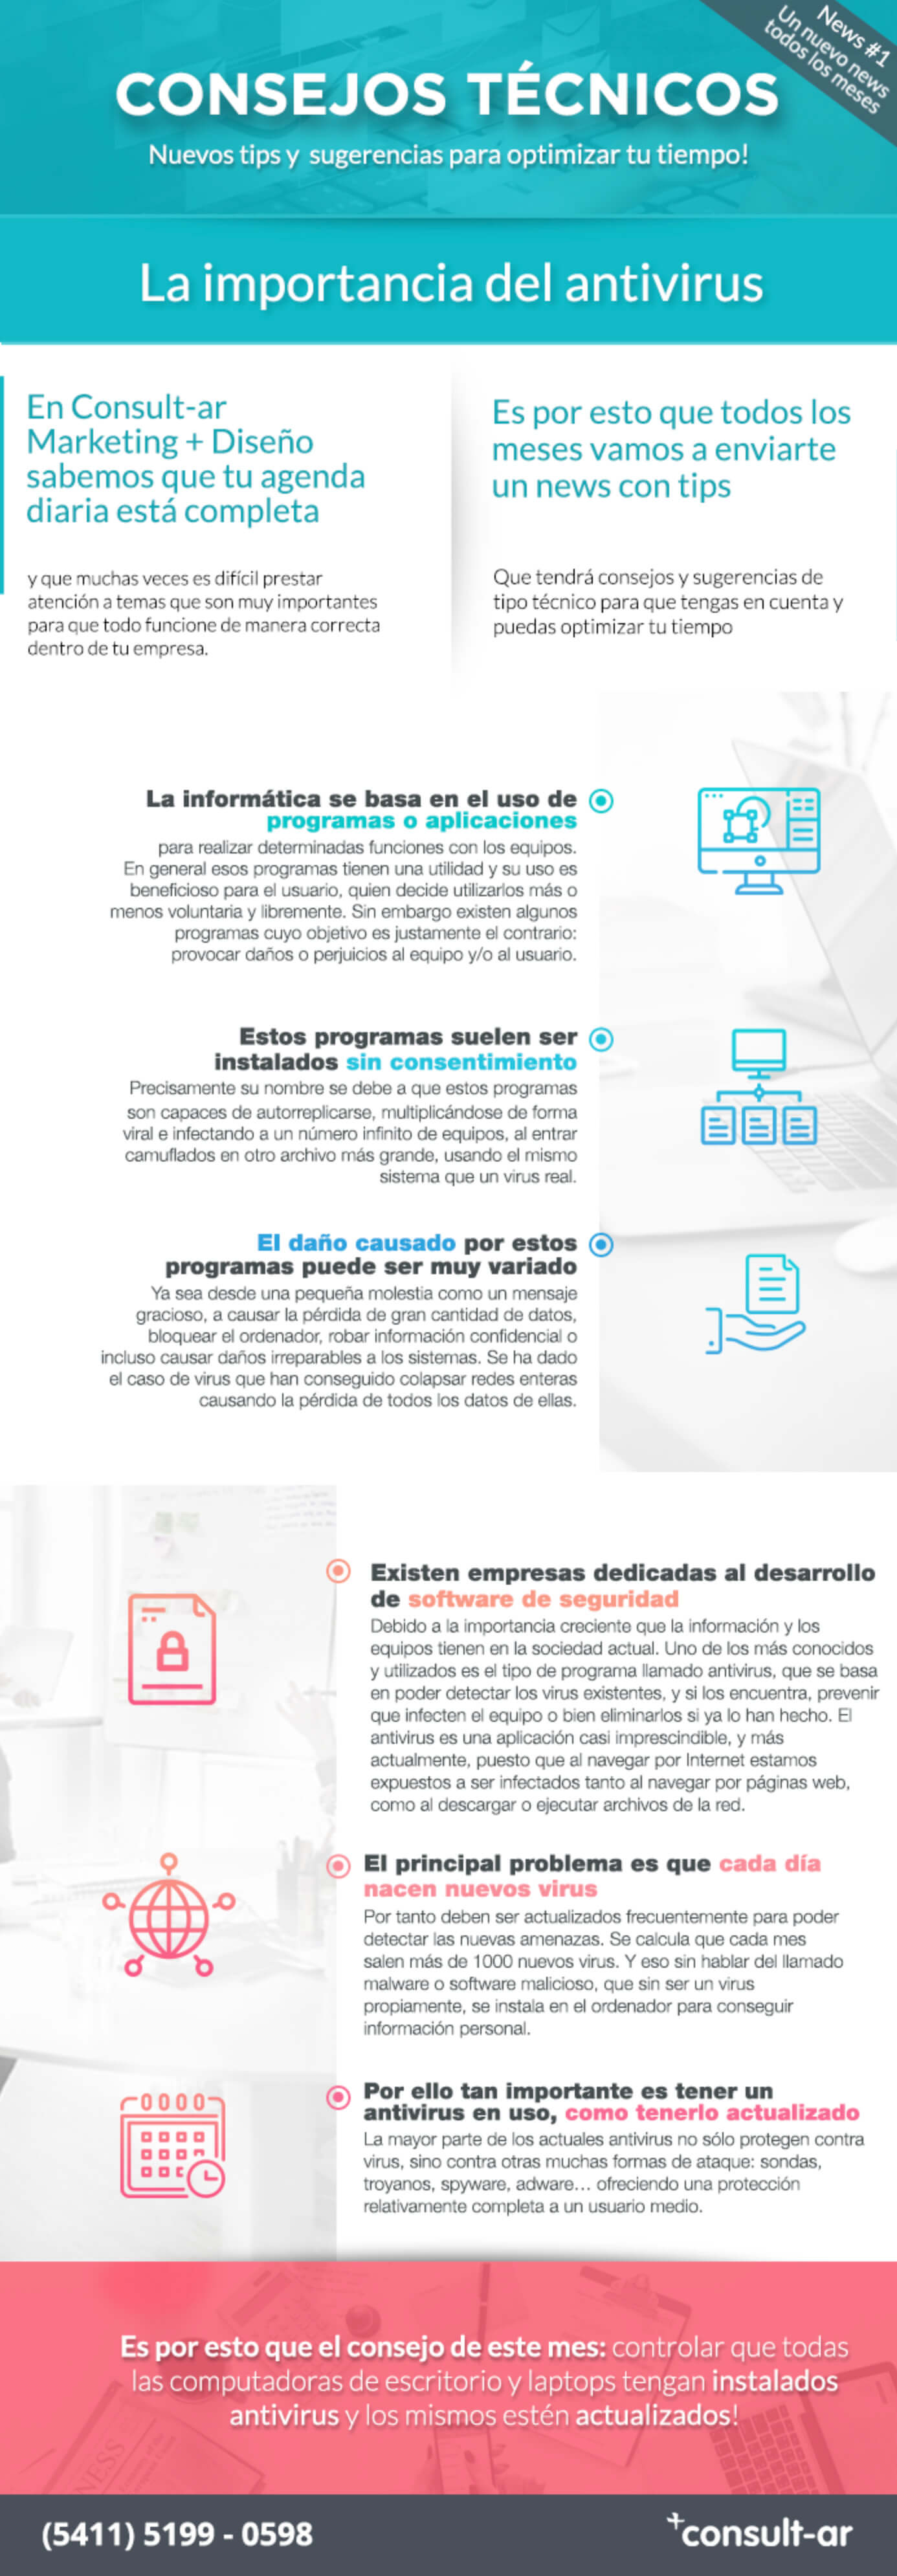 News #1
Un nuevo news
todos los meses
CONSEJOS TÉCNICOS
Nuevos tips y sugerencias para optimizar tu tiempo!
La importancia del antivirus
En Consult-ar
Marketing + Diseño
sabemos que tu agenda
diaria está completa
y que muchas veces es difícil prestar
atención a temas que son muy importantes
para que todo funcione de manera correcta
dentro de tu empresa.
Es por esto que todos los
meses vamos a enviarte
un news con tips
Que tendrá consejos y sugerencias de
tipo técnico para que tengas en cuenta y
puedas optimizar tu tiempo
La informática se basa en el uso de
programas o aplicaciones
para realizar determinadas funciones con los equipos.
En general esos programas tienen una utilidad y su uso es
beneficioso para el usuario, quien decide utilizarlos más o
menos voluntaria y libremente. Sin embargo existen algunos
programas cuyo objetivo es justamente el contrario:
provocar daños o perjuicios al equipo y/o al usuario.
Estos programas suelen ser
instalados sin consentimiento
Precisamente su nombre se debe a que estos programas
son capaces de autorreplicarse, multiplicándose de forma
viral e infectando a un número infinito de equipos, al entrar
camuflados en otro archivo más grande, usando el mismo
sistema que un virus real.
El daño causado por estos
programas puede ser muy variado
Ya sea desde una pequeña molestia como un mensaje
gracioso, a causar la pérdida de gran cantidad de datos,
bloquear el ordenador, robar información confidencial o
incluso causar daños irreparables a los sistemas. Se ha dado
el caso de virus que han conseguido colapsar redes enteras
causando la pérdida de todos los datos de ellas.
Existen empresas dedicadas al desarrollo
de software de seguridad
Debido a la importancia creciente que la información y los
equipos tienen en la sociedad actual. Uno de los más conocidos
y utilizados es el tipo de programa llamado antivirus, que se basa
en poder detectar los virus existentes, y si los encuentra, prevenir
que infecten el equipo o bien eliminarlos si ya lo han hecho. El
antivirus es una aplicación casi imprescindible, y más
actualmente, puesto que al navegar por Internet estamos
expuestos a ser infectados tanto al navegar por páginas web,
como al descargar o ejecutar archivos de la red.
El principal problema es que cada día
nacen nuevos virus
Por tanto deben ser actualizados frecuentemente para poder
detectar las nuevas amenazas. Se calcula que cada mes
salen más de 1000 nuevos virus. Y eso sin hablar del llamado
malware o software malicioso, que sin ser un virus
propiamente, se instala en el ordenador para conseguir
información personal.
Por ello tan importante es tener un
antivirus en uso, como tenerlo actualizado
La mayor parte de los actuales antivirus no sólo protegen contra
virus, sino contra otras muchas formas de ataque: sondas,
troyanos, spyware, adware... ofreciendo una protección
relativamente completa a un usuario medio.
Es por esto que el consejo de este mes: controlar que todas
las computadoras de escritorio y laptops tengan instalados
antivirus y los mismos estén actualizados!
(5411) 5199 - 0598
+consult-ar